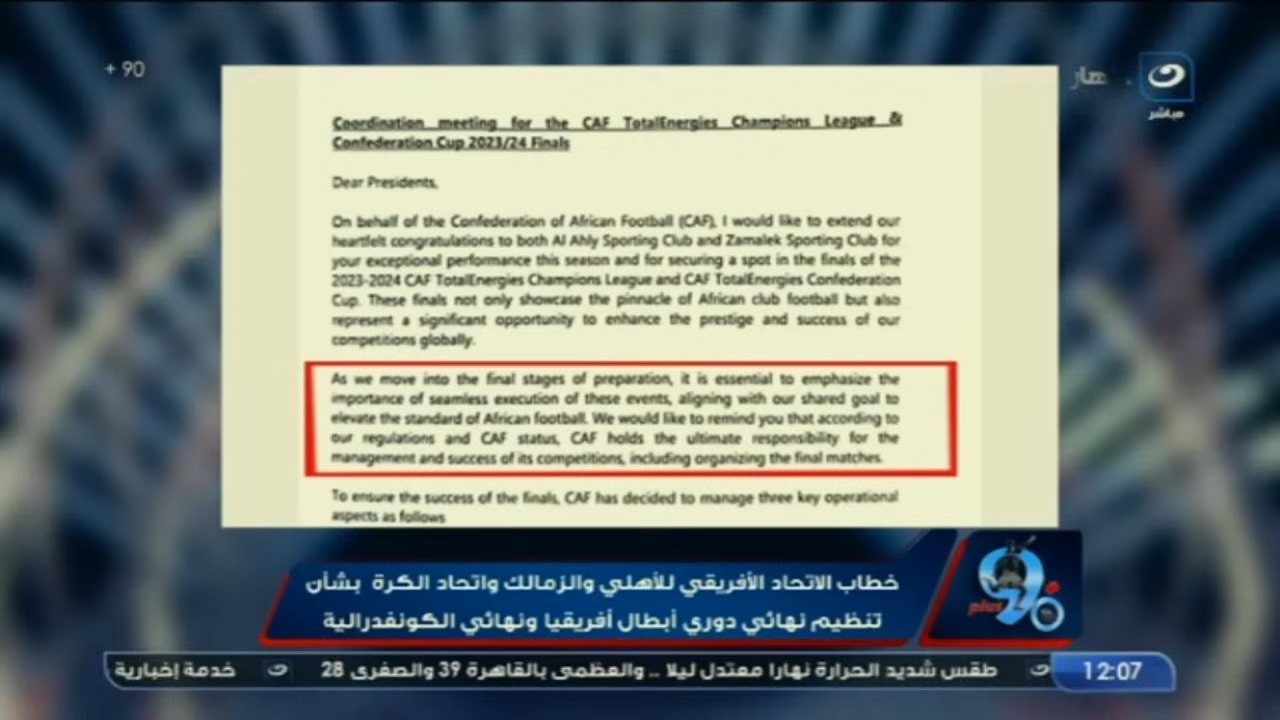 + 90
مباشر
Coordination meeting for the CAF TotalEnergies Champions League &
Confederation Cup 2023/24 Finals
Dear Presidents,
On behalf of the Confederation of African Football (CAF), I would like to extend our
heartfelt congratulations to both Al Ahly Sporting Club and Zamalek Sporting Club for
your exceptional performance this season and for securing a spot in the finals of the
2023-2024 CAF TotalEnergies Champions League and CAF TotalEnergies Confederation
Cup. These finals not only showcase the pinnacle of African club football but also
represent a significant opportunity to enhance the prestige and success of our
competitions globally.
As we move into the final stages of preparation, it is essential to emphasize the
importance of seamless execution of these events, aligning with our shared goal to
elevate the standard of African football. We would like to remind you that according to
our regulations and CAF status, CAF holds the ultimate responsibility for the
management and success of its competitions, including organizing the final matches.
To ensure the success of the finals, CAF has decided to manage three key operational
aspects as follows
خطاب الاتحاد الأفريقي للأهلي والزمالك واتحاد الكرة بشأن
تنظيم نهائي دوري أبطال أفريقيا ونهائي الكونفدرالية
90 plus
12:07
طقس شديد الحرارة نهارا معتدل ليلا .. والعظمى بالقاهرة 39 والصغرى 28
خدمة إخبارية